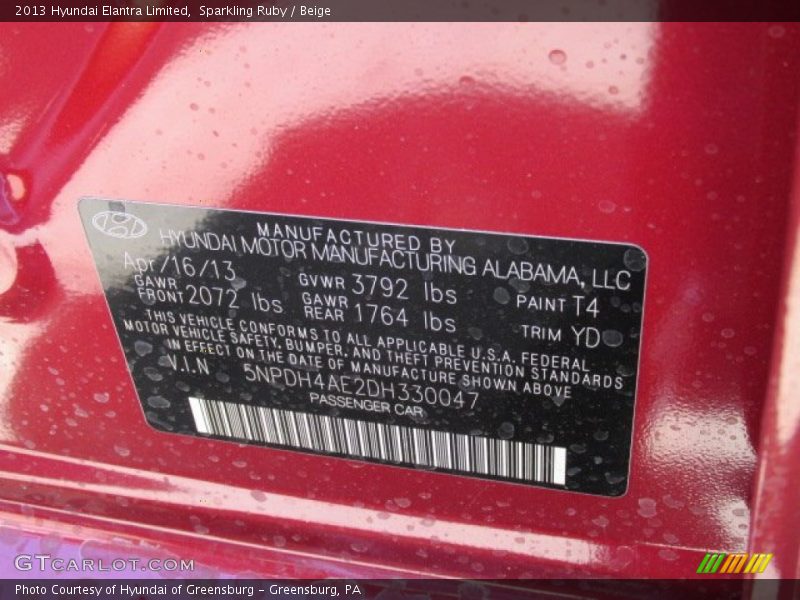 2013 Hyundai Elantra Limited, Sparkling Ruby / Beige
MANUFACTURED BY
HYUNDAI MOTOR MANUFACTURING ALABAMA, LLC
Apr/16/13
GVWR 3792 lbs
PAINT T4
GAWR FRONT 2072 lbs
GAWR REAR 1764 lbs
TRIM YD
THIS VEHICLE CONFORMS TO ALL APPLICABLE U.S.A. FEDERAL
MOTOR VEHICLE SAFETY, BUMPER, AND THEFT PREVENTION STANDARDS
IN EFFECT ON THE DATE OF MANUFACTURE SHOWN ABOVE
V.I.N 5NPDH4AE2DH330047
PASSENGER CAR
GTCARLOT.COM
Photo Courtesy of Hyundai of Greensburg - Greensburg, PA